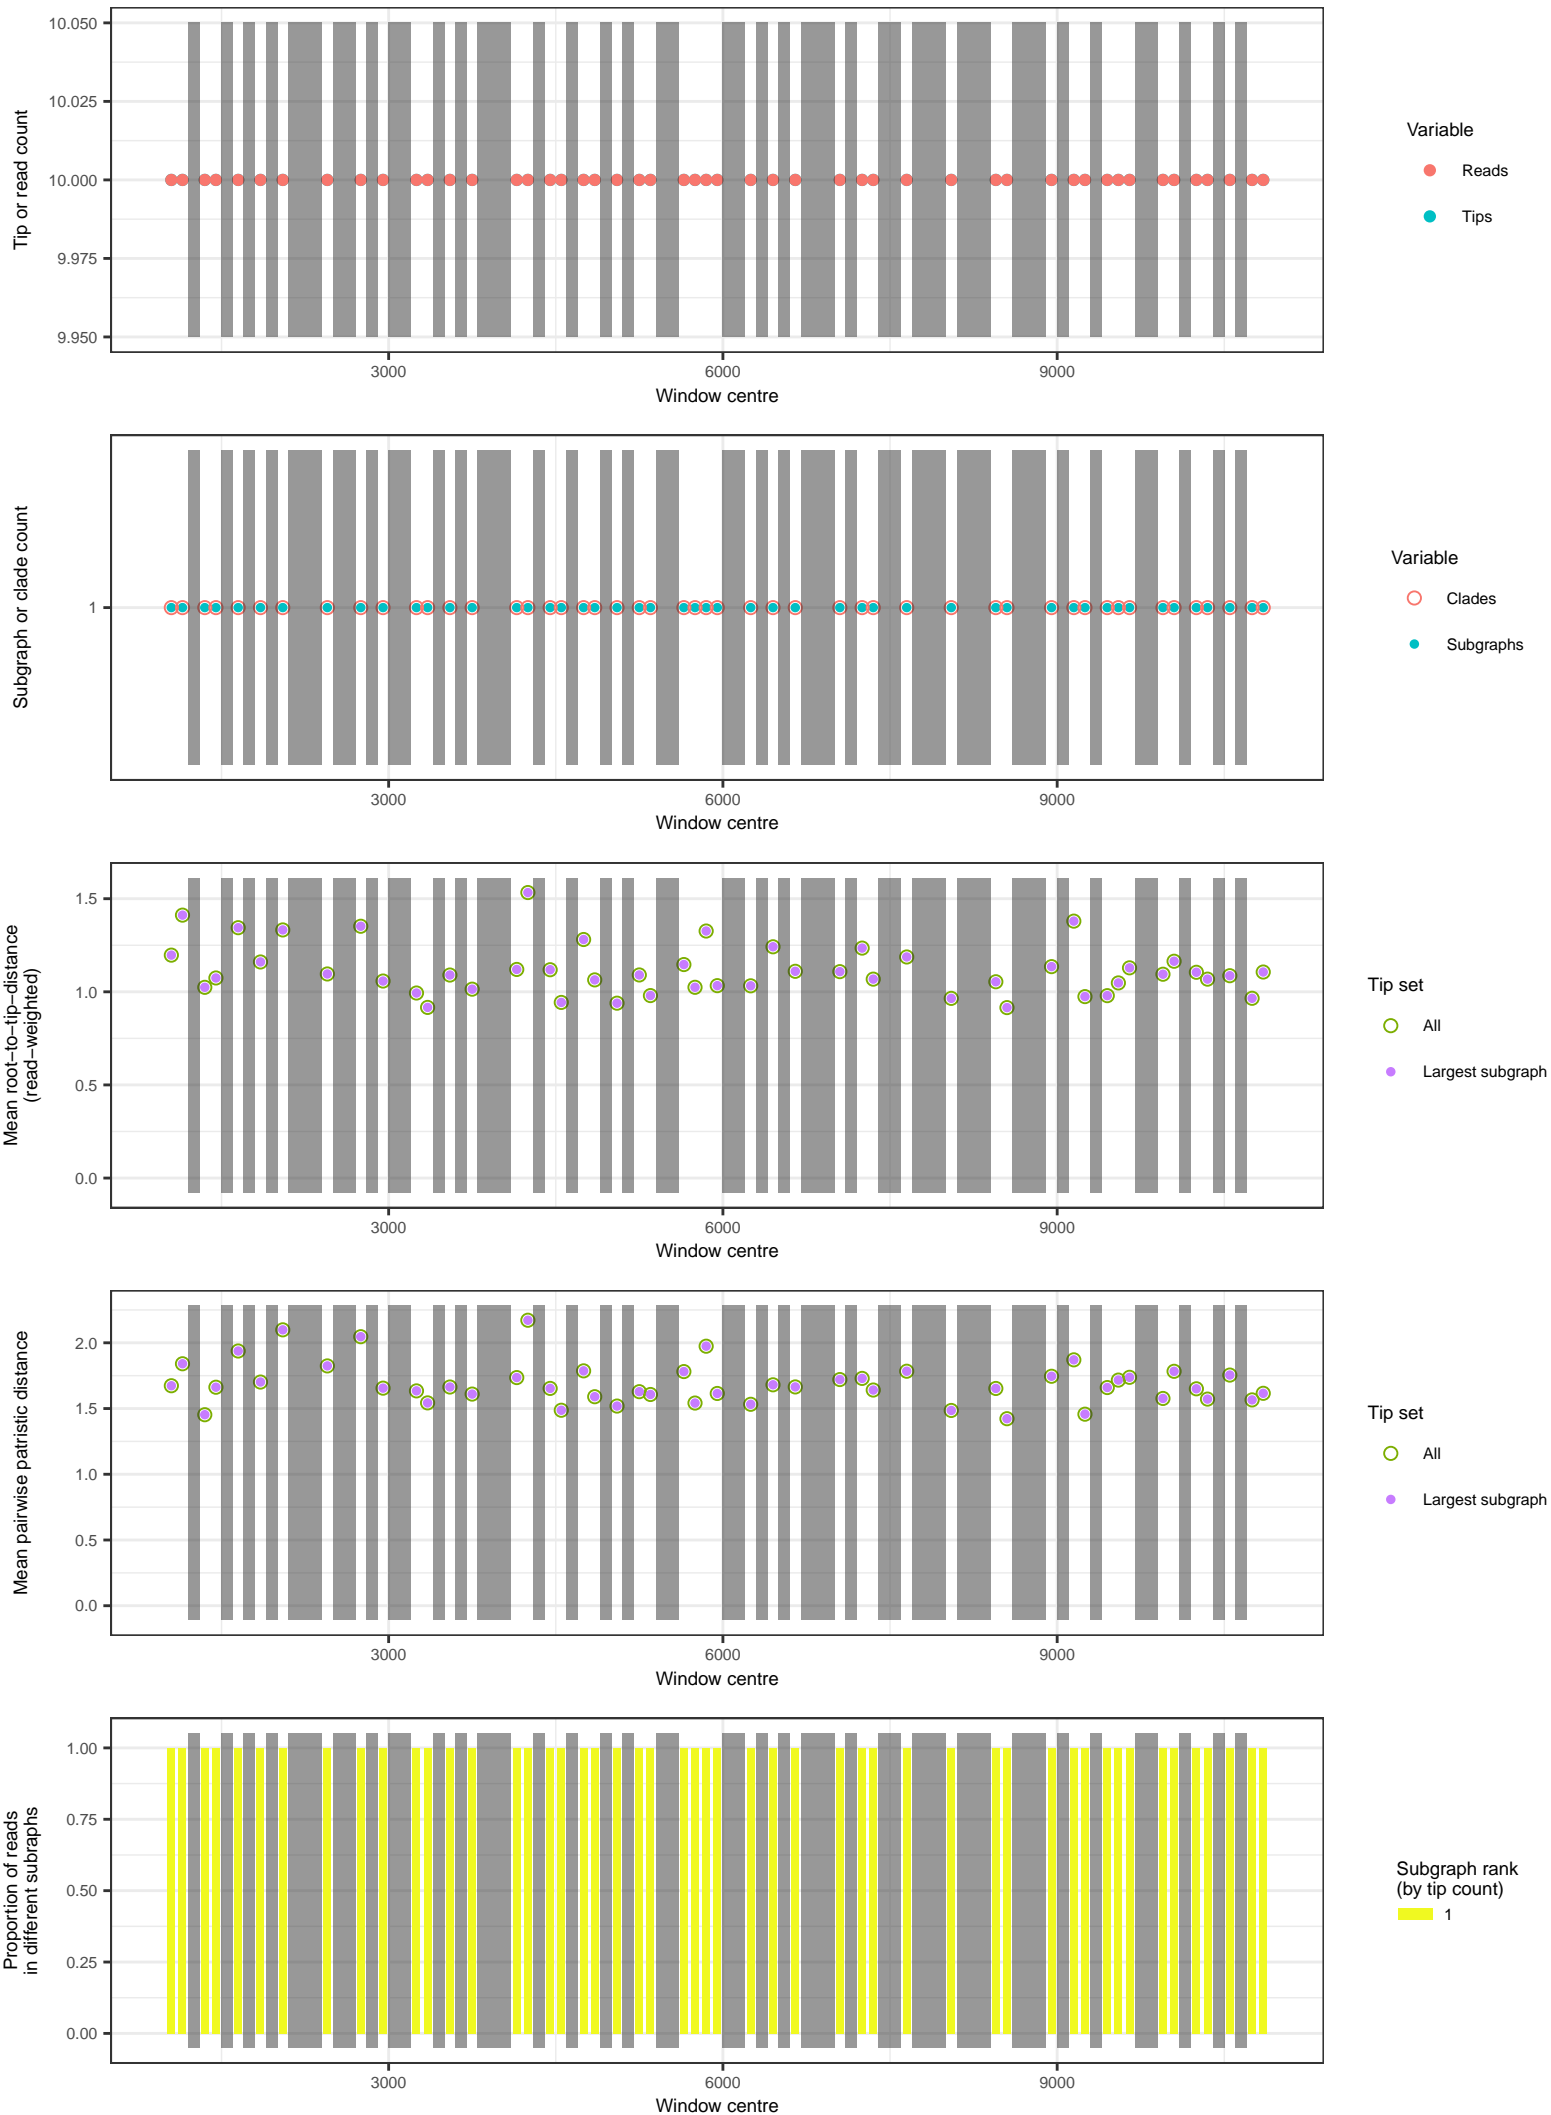 10.050
10.025
10.000
9.975
9.950
Tip or read count
3000
6000
9000
Window centre
Variable
Reads
Tips
Subgraph or clade count
1
3000
6000
9000
Window centre
Variable
Clades
Subgraphs
Mean root−to−tip−distance
(read−weighted)
1.5
1.0
0.5
0.0
3000
6000
9000
Window centre
Tip set
All
Largest subgraph
Mean pairwise patristic distance
2.0
1.5
1.0
0.5
0.0
3000
6000
9000
Window centre
Tip set
All
Largest subgraph
Proportion of reads
in different subraphs
1.00
0.75
0.50
0.25
0.00
3000
6000
9000
Window centre
Subgraph rank
(by tip count)
1